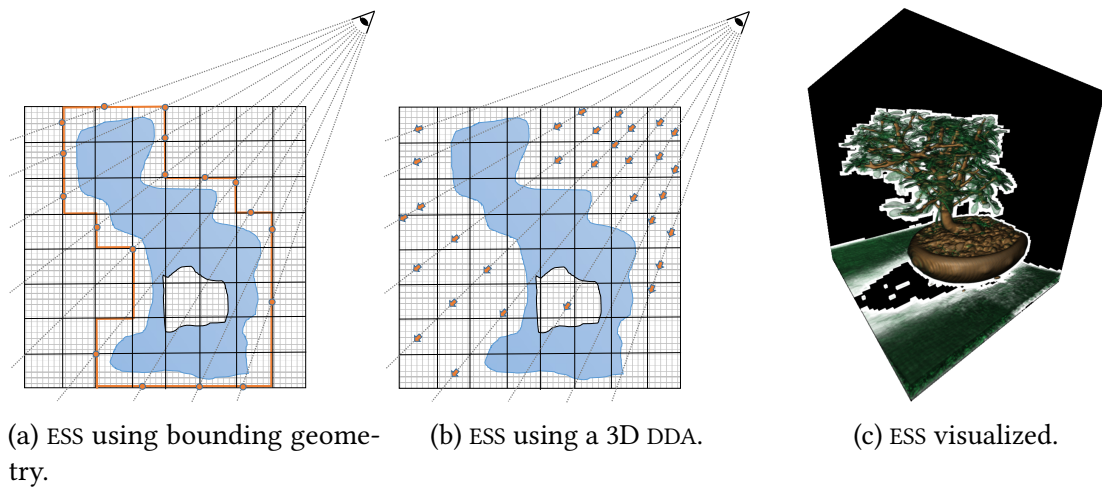 (a) ESS using bounding geome-
try.
(b) ESS using a 3D DDA.
(c) ESS visualized.